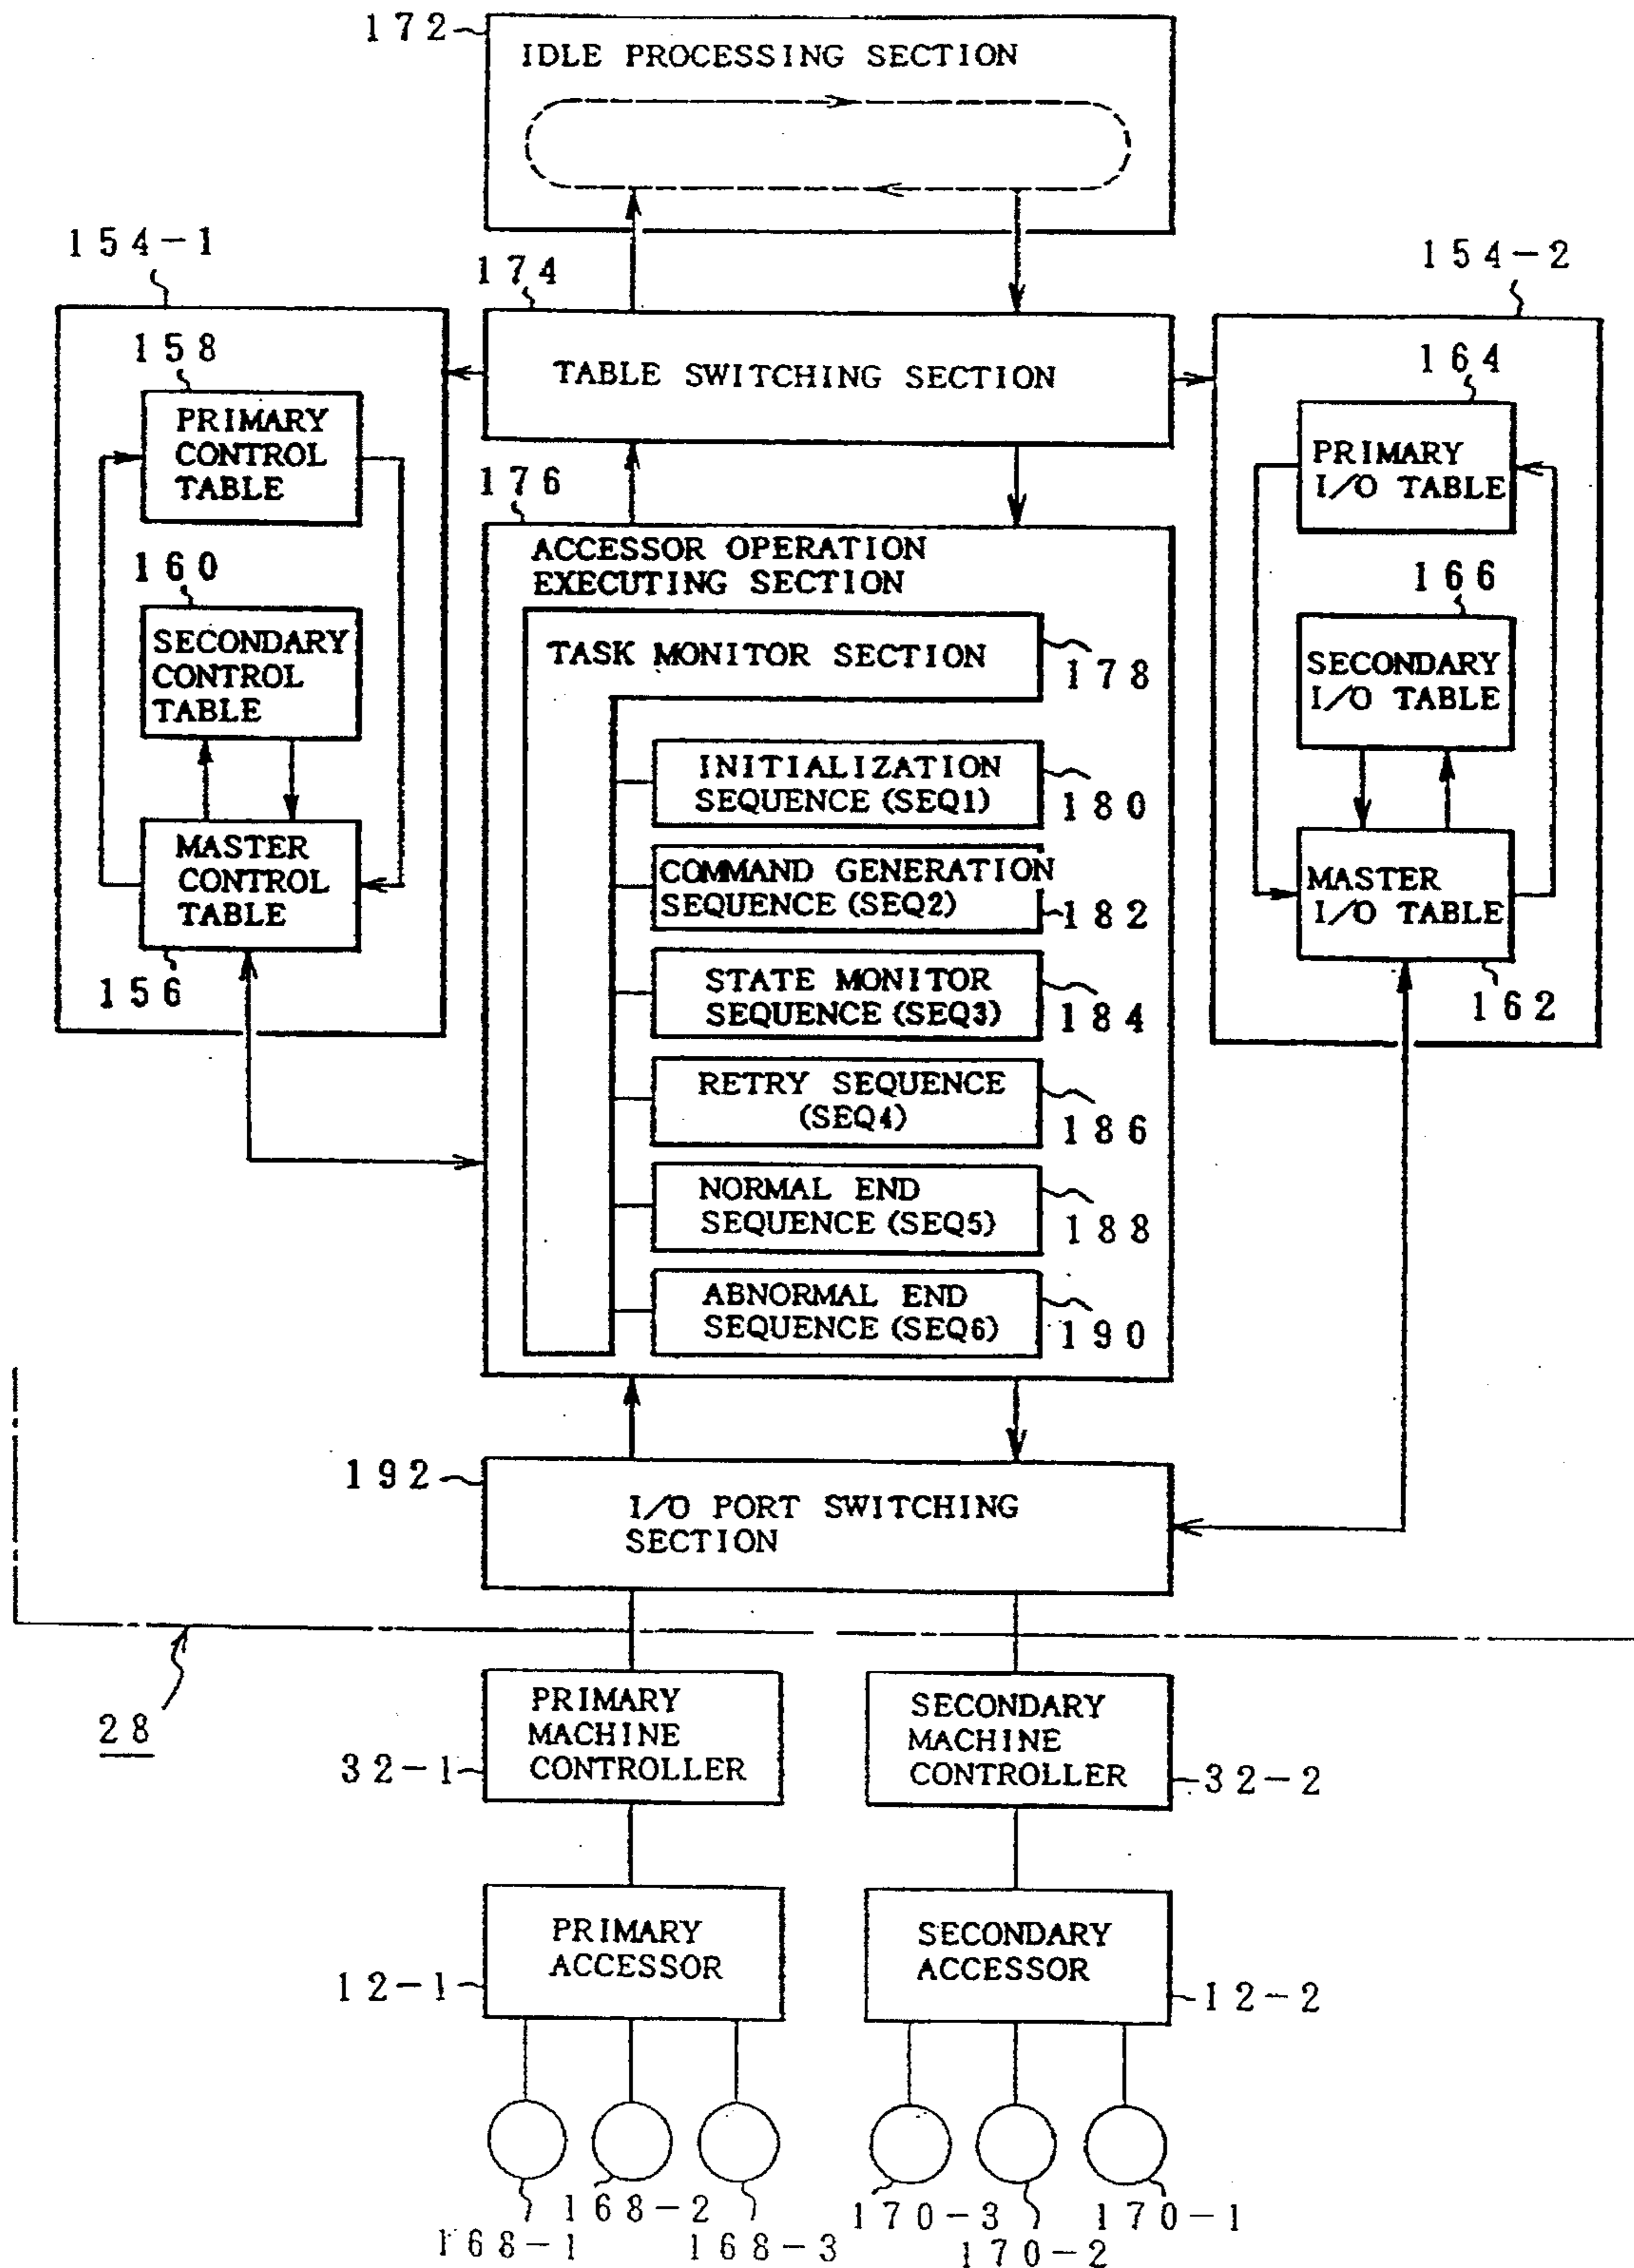 172
IDLE PROCESSING SECTION
154-1
174
154-2
TABLE SWITCHING SECTION
158
PRIMARY
CONTROL
TABLE
160
SECONDARY
CONTROL
TABLE
MASTER
CONTROL
TABLE
156
164
PRIMARY
I/O TABLE
166
SECONDARY
I/O TABLE
MASTER
I/O TABLE
162
176
ACCESSOR OPERATION
EXECUTING SECTION
TASK MONITOR SECTION
178
INITIALIZATION
SEQUENCE (SEQ1)
180
COMMAND GENERATION
SEQUENCE (SEQ2)
182
STATE MONITOR
SEQUENCE (SEQ3)
184
RETRY SEQUENCE
(SEQ4)
186
NORMAL END
SEQUENCE (SEQ5)
188
ABNORMAL END
SEQUENCE (SEQ6)
190
192
I/O PORT SWITCHING
SECTION
28
PRIMARY
MACHINE
CONTROLLER
32-1
SECONDARY
MACHINE
CONTROLLER
32-2
PRIMARY
ACCESSOR
12-1
SECONDARY
ACCESSOR
12-2
168-1
168-2
168-3
170-3
170-2
170-1